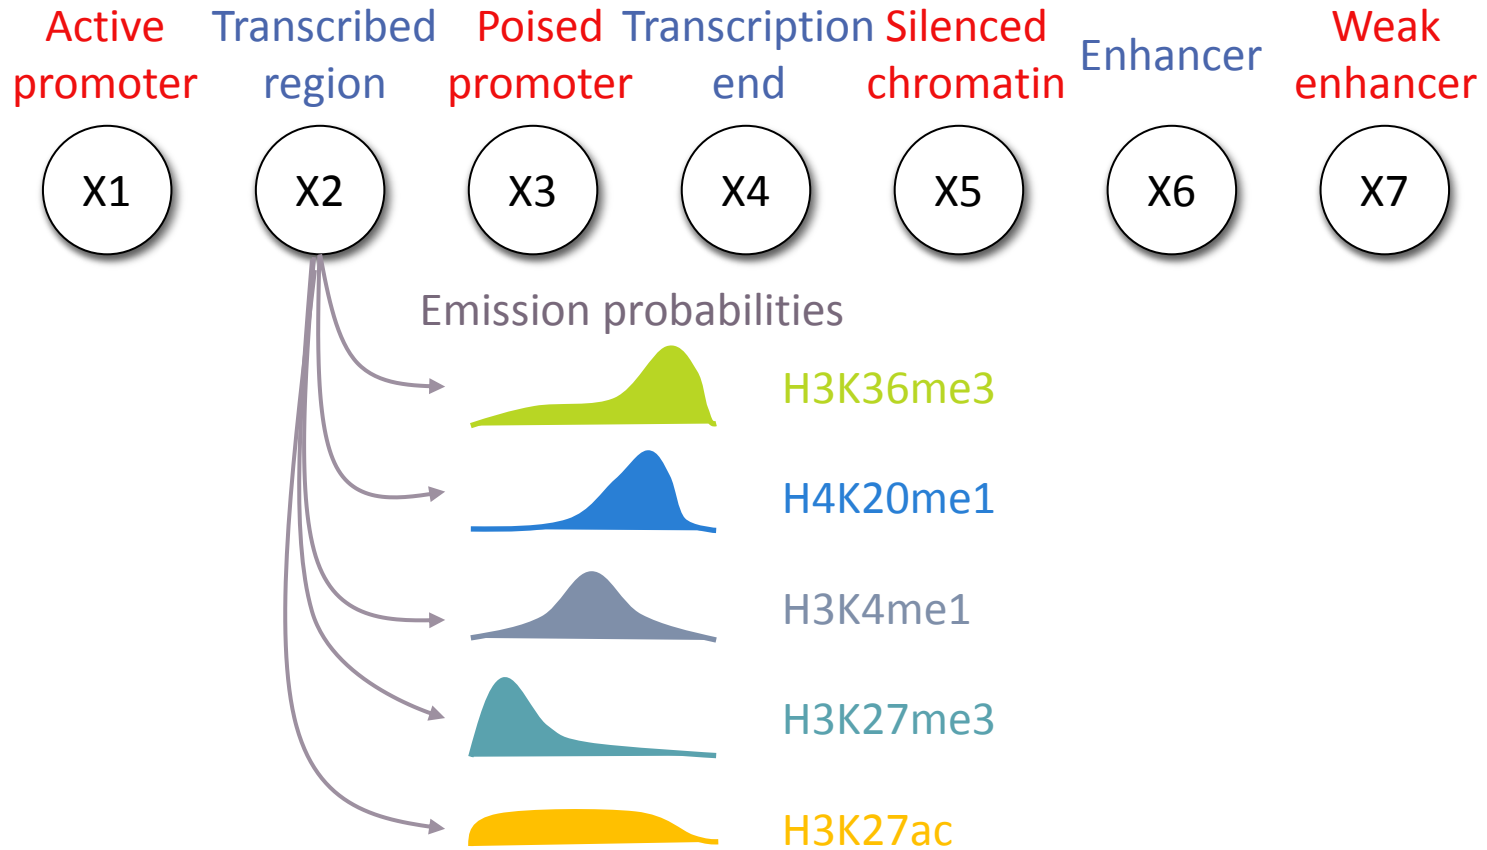 Active
promoter
Transcribed
region
Poised
promoter
Transcription
end
Silenced
chromatin
Enhancer
Weak
enhancer
X1
X2
X3
X4
X5
X6
X7
Emission probabilities
H3K36me3
H4K20me1
H3K4me1
H3K27me3
H3K27ac